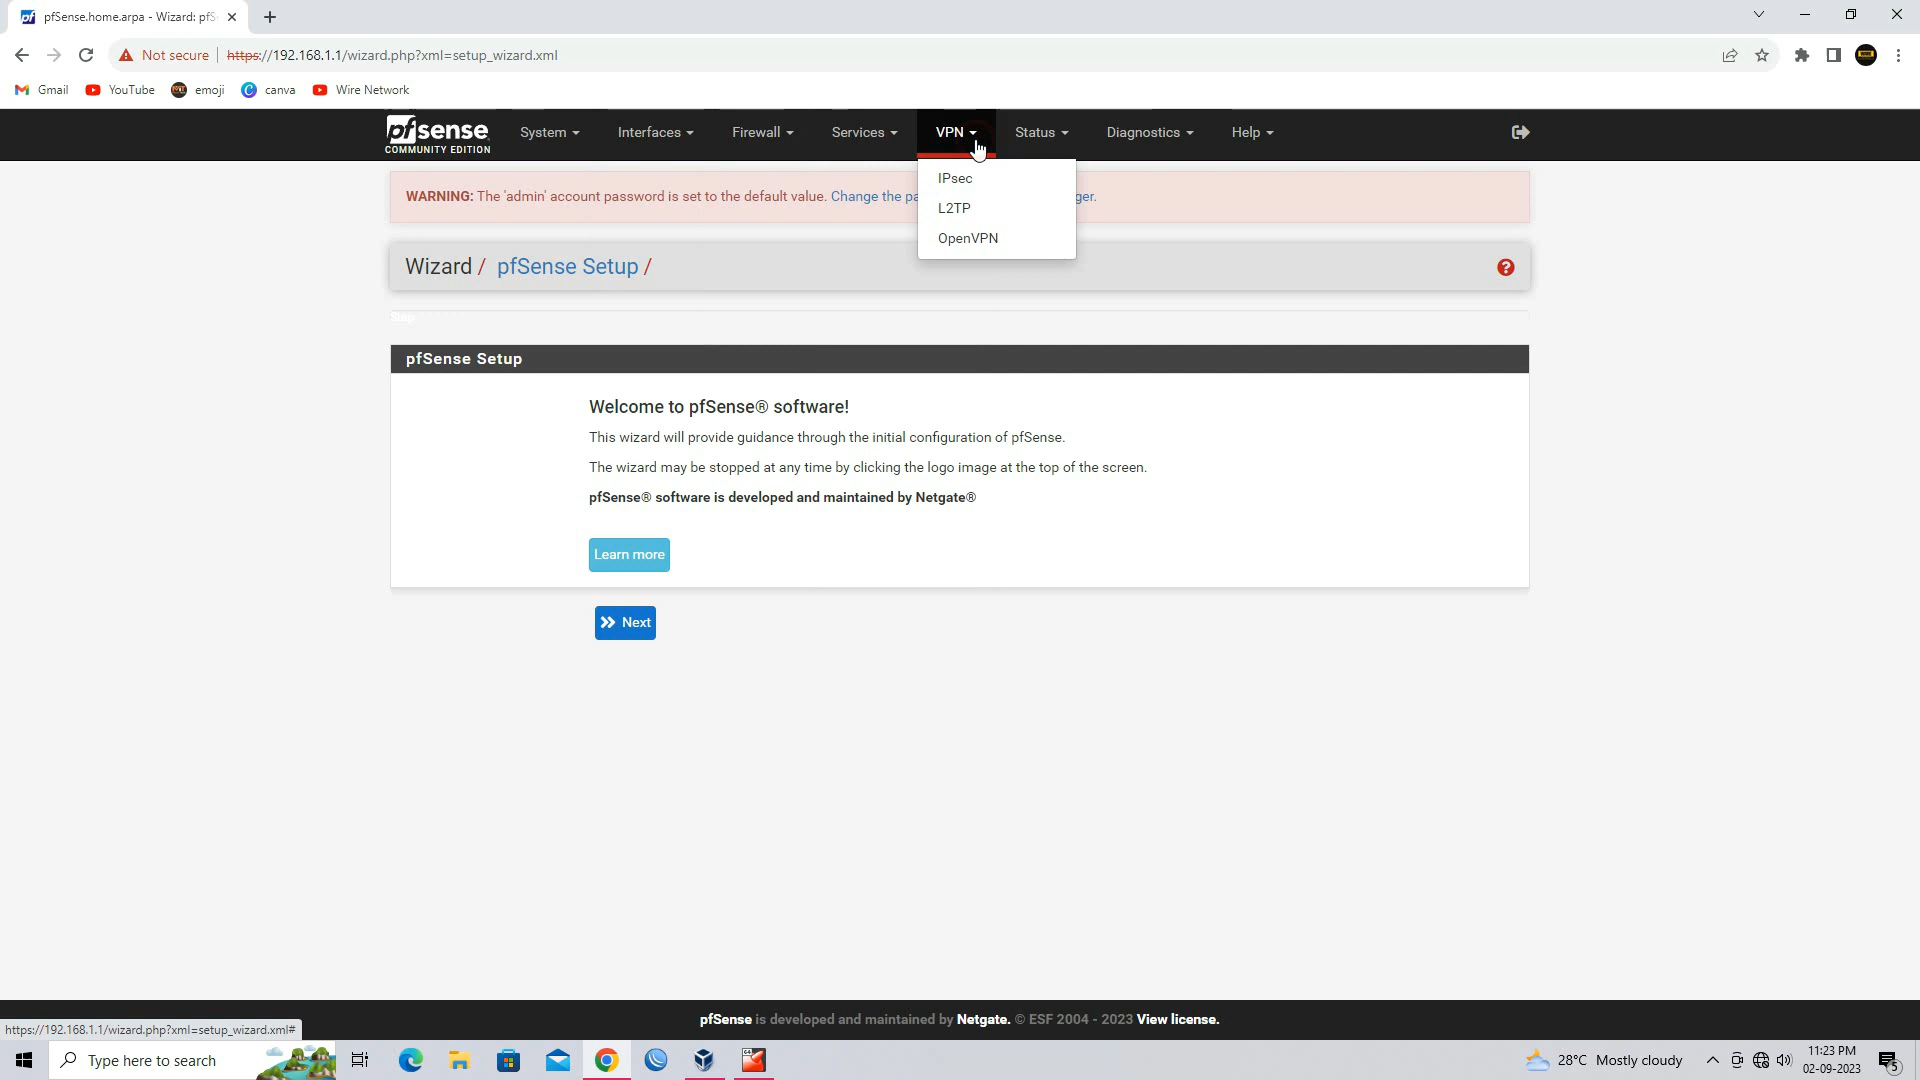 pfSense.home.arpa - Wizard: pfS
Not secure https://192.168.1.1/wizard.php?xml=setup_wizard.xml
Gmail YouTube emoji canva Wire Network
pfsense COMMUNITY EDITION System Interfaces Firewall Services VPN Status Diagnostics Help
IPsec
WARNING: The 'admin' account password is set to the default value. Change the pa ger.
L2TP
OpenVPN
Wizard / pfSense Setup /
Step
pfSense Setup
Welcome to pfSense® software!
This wizard will provide guidance through the initial configuration of pfSense.
The wizard may be stopped at any time by clicking the logo image at the top of the screen.
pfSense® software is developed and maintained by Netgate®
Learn more
Next
pfSense is developed and maintained by Netgate. © ESF 2004 - 2023 View license.
https://192.168.1.1/wizard.php?xml=setup_wizard.xml#
Type here to search
28°C Mostly cloudy
11:23 PM
02-09-2023
5